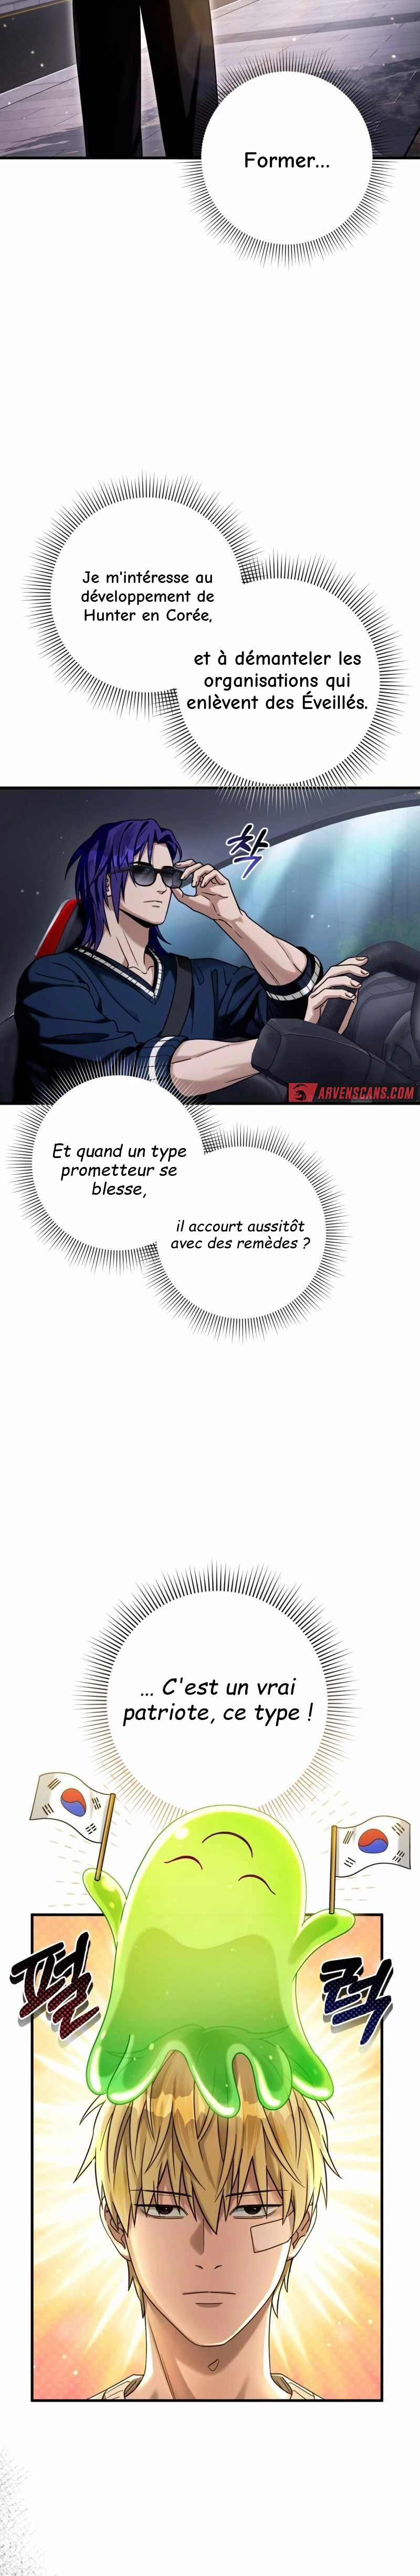 Former...
Je m'intéresse au
développement de
Hunter en Corée,
et à démanteler les
organisations qui
enlèvent des Éveillés.
착
ARVENSCANS.COM
Et quand un type
prometteur se
blesse,
il accourt aussitôt
avec des remèdes ?
... C'est un vrai
patriote, ce type !
펄
럭